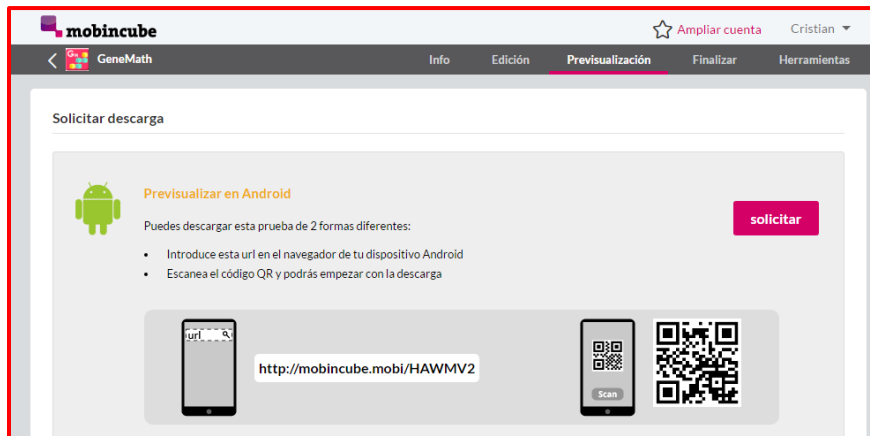 mobincube
Ampliar cuenta
Cristian
GeneMath
Info
Edición
Previsualización
Finalizar
Herramientas
Solicitar descarga
Previsualizar en Android
Puedes descargar esta prueba de 2 formas diferentes:
solicitar
• Introduce esta url en el navegador de tu dispositivo Android
• Escanea el código QR y podrás empezar con la descarga
url
http://mobincube.mobi/HAWMV2
Scan